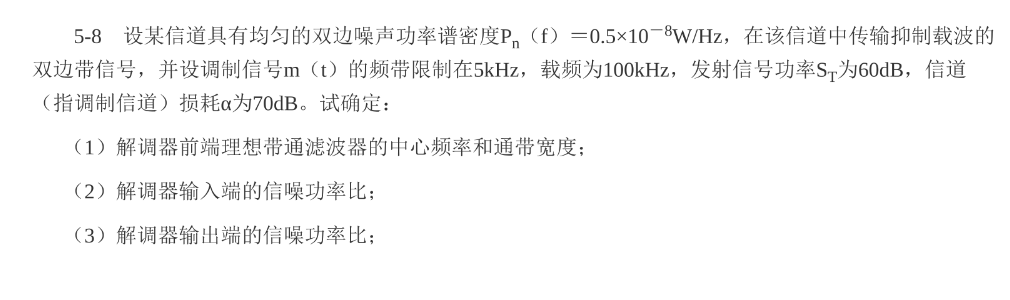 5-8 设某信道具有均匀的双边噪声功率谱密度Pn（f）＝0.5×10－8W/Hz，在该信道中传输抑制载波的
双边带信号，并设调制信号m（t）的频带限制在5kHz，载频为100kHz，发射信号功率ST为60dB，信道
（指调制信道）损耗α为70dB。试确定：
（1）解调器前端理想带通滤波器的中心频率和通带宽度；
（2）解调器输入端的信噪功率比；
（3）解调器输出端的信噪功率比；